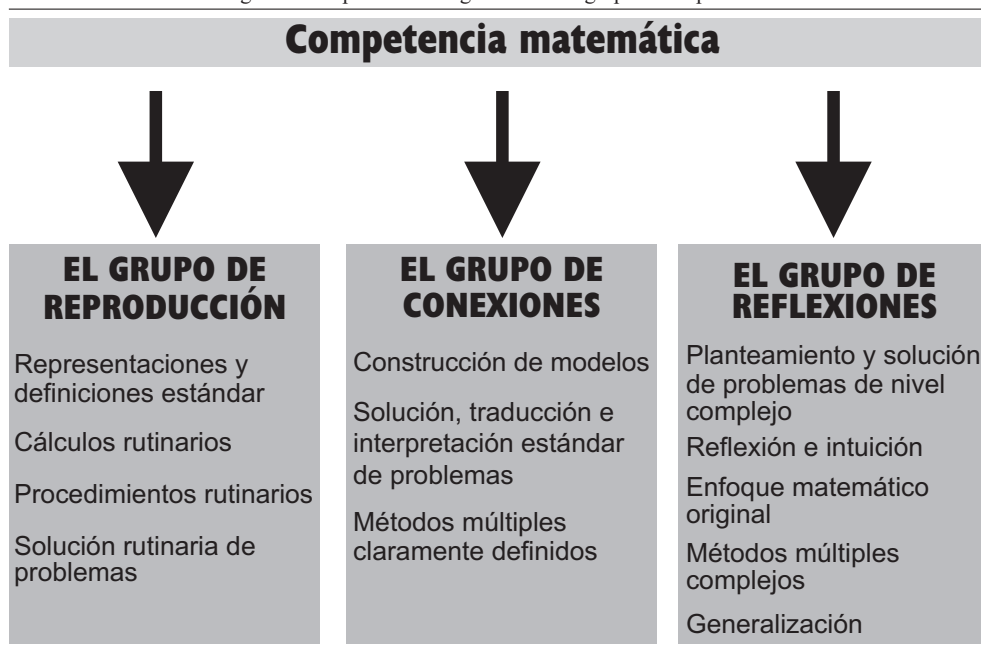 Competencia matemática
EL GRUPO DE
REPRODUCCIÓN
Representaciones y
definiciones estándar
Cálculos rutinarios
Procedimientos rutinarios
Solución rutinaria de
problemas
EL GRUPO DE
CONEXIONES
Construcción de modelos
Solución, traducción e
interpretación estándar
de problemas
Métodos múltiples
claramente definidos
EL GRUPO DE
REFLEXIONES
Planteamiento y solución
de problemas de nivel
complejo
Reflexión e intuición
Enfoque matemático
original
Métodos múltiples
complejos
Generalización